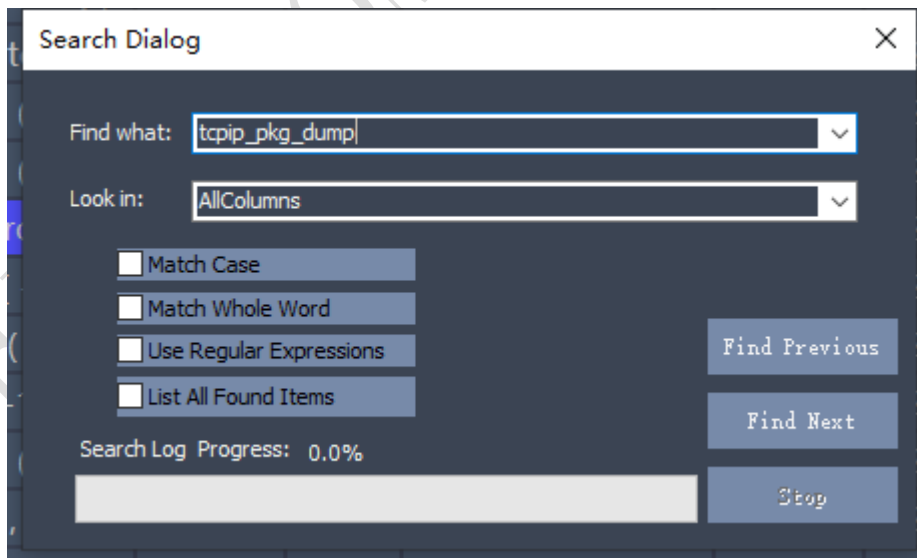 Search Dialog
Find what: tcpip_pkg_dump
Look in: AllColumns
Match Case
Match Whole Word
Use Regular Expressions
List All Found Items
Find Previous
Find Next
Search Log Progress: 0.0%
Stop